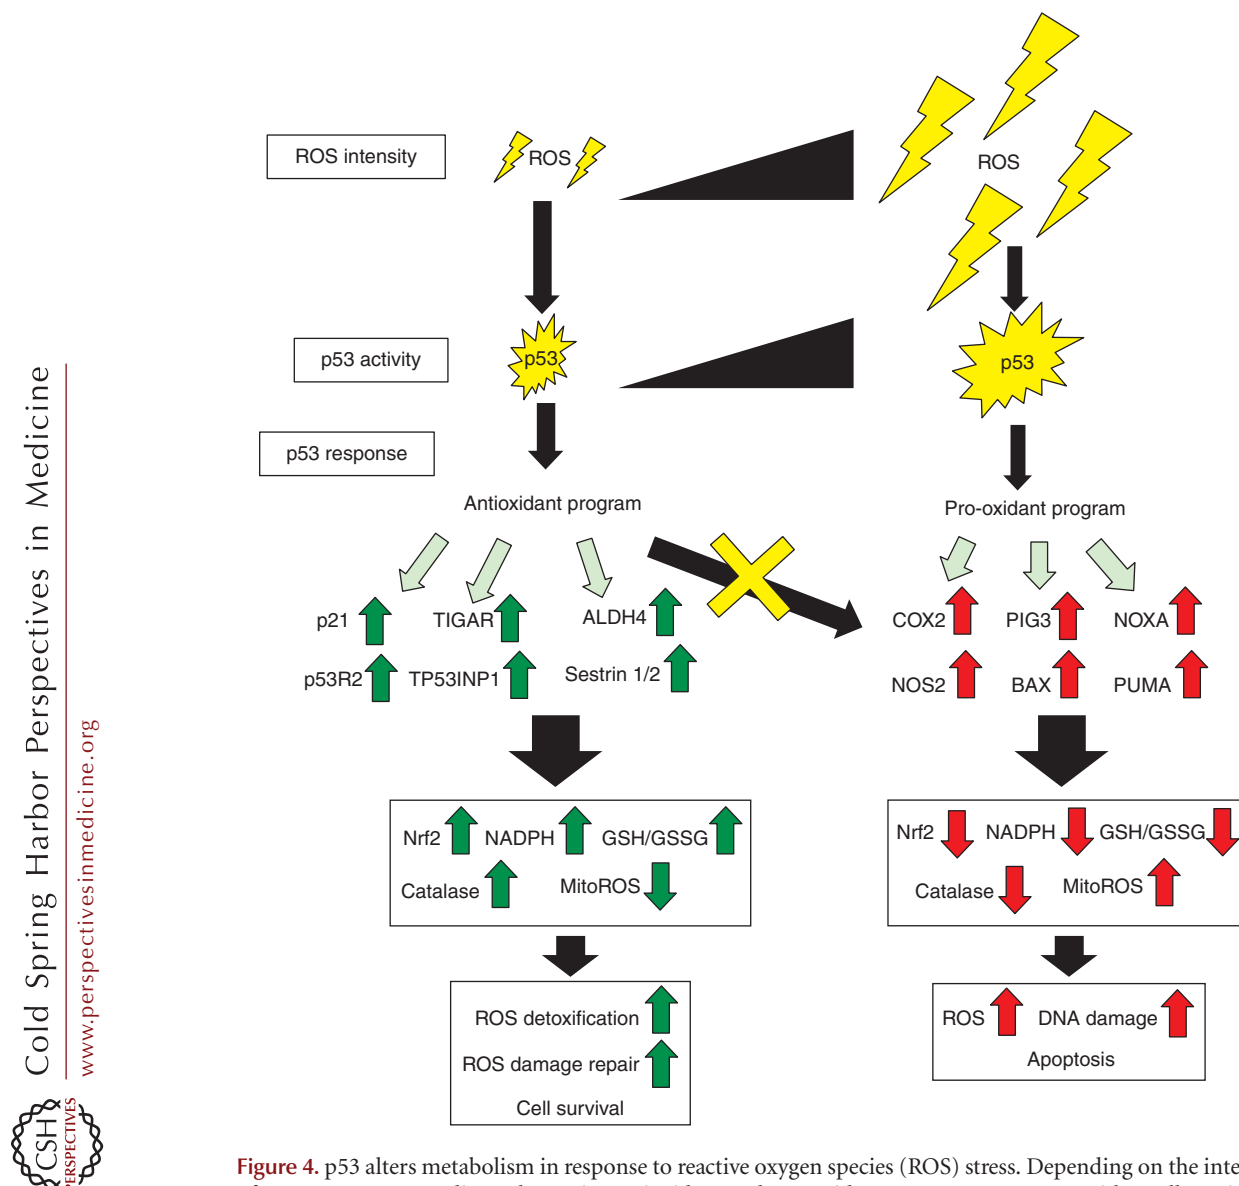 Cold Spring Harbor Perspectives in Medicine
www.perspectivesinmedicine.org
CSH
PERSPECTIVES
ROS intensity
ROS
ROS
p53 activity
p53
p53
p53 response
Antioxidant program
Pro-oxidant program
p21 TIGAR ALDH4
p53R2 TP53INP1 Sestrin 1/2
COX2 PIG3 NOXA
NOS2 BAX PUMA
Nrf2 NADPH GSH/GSSG
Catalase MitoROS
Nrf2 NADPH GSH/GSSG
Catalase MitoROS
ROS detoxification
ROS damage repair
Cell survival
ROS DNA damage
Apoptosis
Figure 4. p53 alters metabolism in response to reactive oxygen species (ROS) stress. Depending on the inte